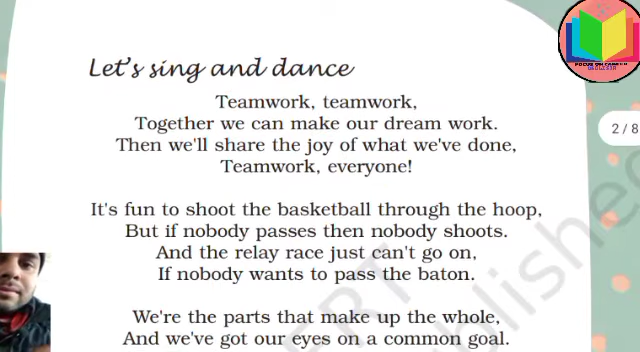 Let's sing and dance
Teamwork, teamwork,
Together we can make our dream work.
Then we'll share the joy of what we've done,
Teamwork, everyone!
It's fun to shoot the basketball through the hoop,
But if nobody passes then nobody shoots.
And the relay race just can't go on,
If nobody wants to pass the baton.
We're the parts that make up the whole,
And we've got our eyes on a common goal.
FOCUS ON CAREER
2/8